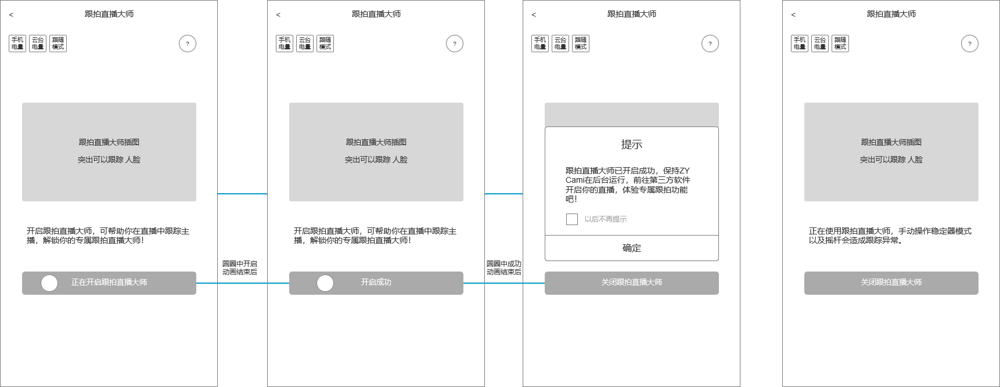 <
跟拍直播大师
手机
电量
云台
电量
跟随
模式
?
跟拍直播大师插图
突出可以跟踪 人脸
开启跟拍直播大师，可帮助你在直播中跟踪主
播，解锁你的专属跟拍直播大师！
正在开启跟拍直播大师
圆圈中开启
动画结束后
<
跟拍直播大师
手机
电量
云台
电量
跟随
模式
?
跟拍直播大师插图
突出可以跟踪 人脸
开启跟拍直播大师，可帮助你在直播中跟踪主
播，解锁你的专属跟拍直播大师！
开启成功
圆圈中成功
动画结束后
<
跟拍直播大师
手机
电量
云台
电量
跟随
模式
?
提示
跟拍直播大师已开启成功，保持ZY
Cami在后台运行，前往第三方软件
开启你的直播，体验专属跟拍功能
吧！
以后不再提示
确定
关闭跟拍直播大师
<
跟拍直播大师
手机
电量
云台
电量
跟随
模式
?
跟拍直播大师插图
突出可以跟踪 人脸
正在使用跟拍直播大师，手动操作稳定器模式
以及摇杆会造成跟踪异常。
关闭跟拍直播大师